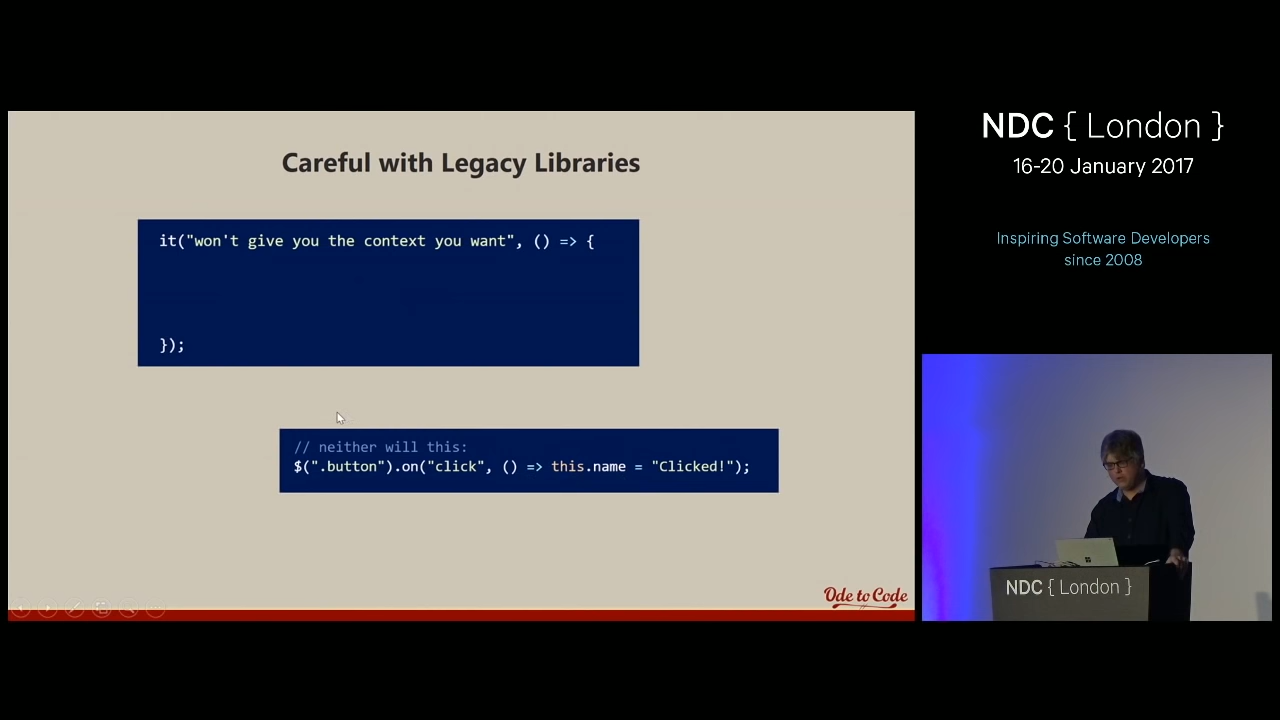 Careful with Legacy Libraries
it("won't give you the context you want", () => {
});
// neither will this:
$(".button").on("click", () => this.name = "Clicked!");
Ode to Code
NDC { London }
16-20 January 2017
Inspiring Software Developers
since 2008
NDC { London }